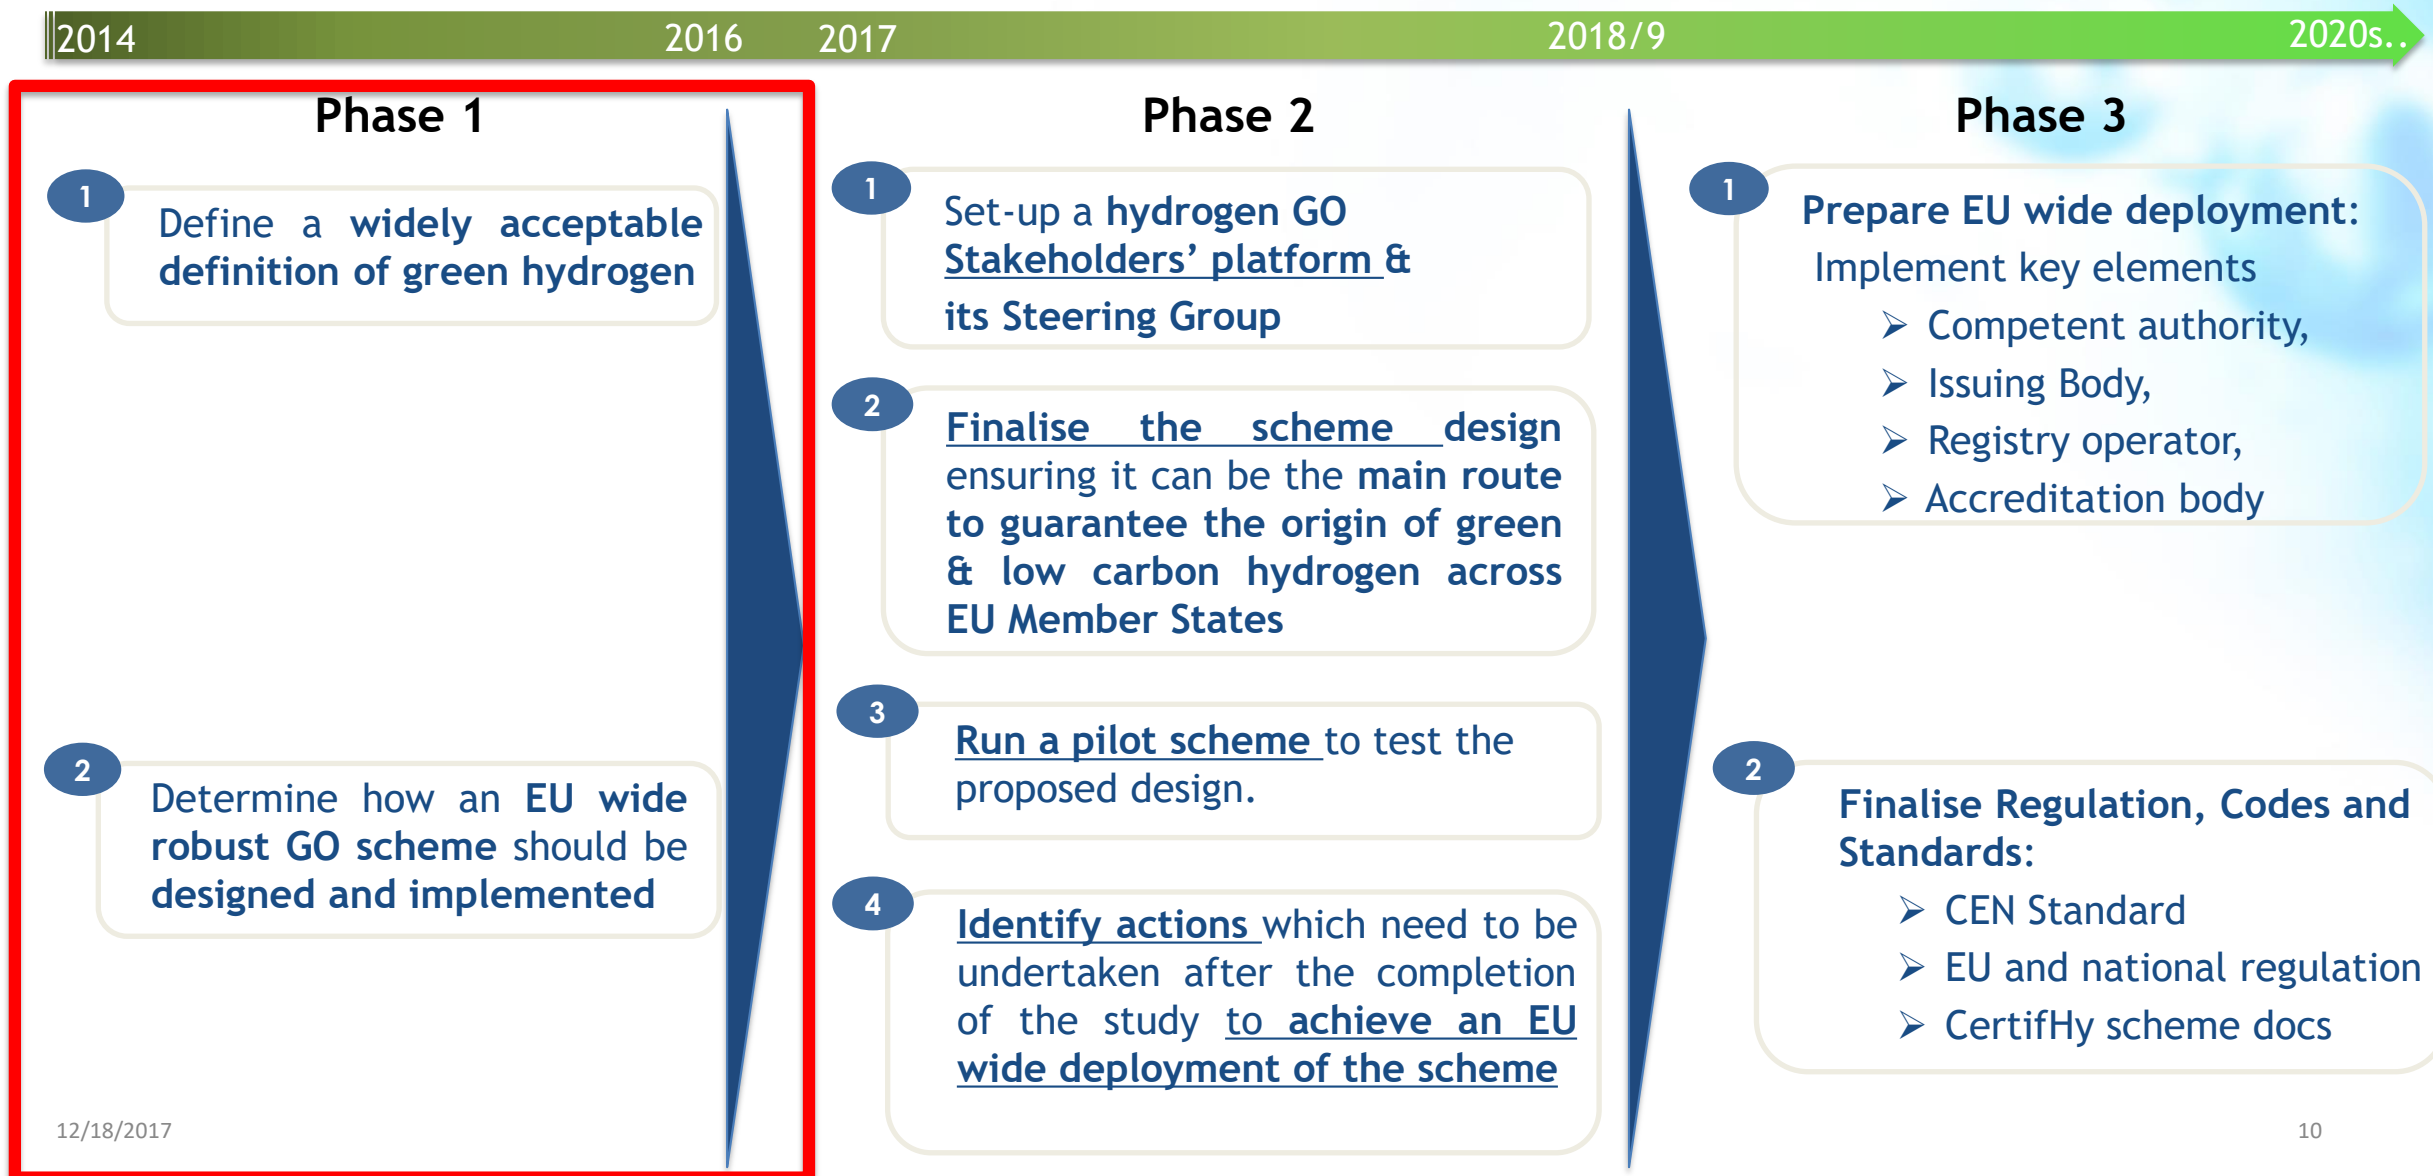 2014
2016
2017
2018/9
2020s..
Phase 1
1
Define a widely acceptable
definition of green hydrogen
2
Determine how an EU wide
robust GO scheme should be
designed and implemented
Phase 2
1
Set-up a hydrogen GO
Stakeholders’ platform &
its Steering Group
2
Finalise the scheme design
ensuring it can be the main route
to guarantee the origin of green
& low carbon hydrogen across
EU Member States
3
Run a pilot scheme to test the
proposed design.
4
Identify actions which need to be
undertaken after the completion
of the study to achieve an EU
wide deployment of the scheme
Phase 3
1
Prepare EU wide deployment:
Implement key elements
➢ Competent authority,
➢ Issuing Body,
➢ Registry operator,
➢ Accreditation body
2
Finalise Regulation, Codes and
Standards:
➢ CEN Standard
➢ EU and national regulation
➢ CertifHy scheme docs
12/18/2017
10